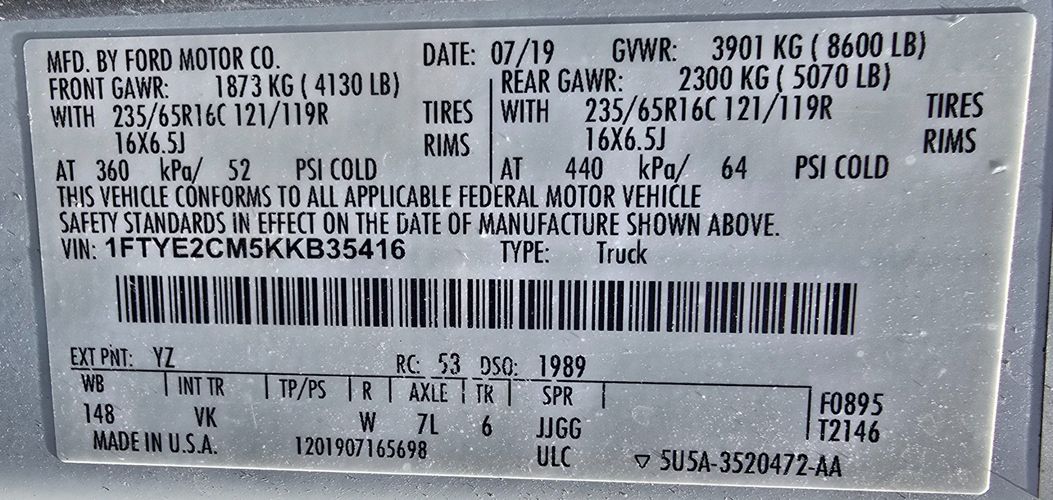 MFD. BY FORD MOTOR CO. DATE: 07/19 GVWR: 3901 KG ( 8600 LB)
FRONT GAWR: 1873 KG ( 4130 LB) REAR GAWR: 2300 KG ( 5070 LB)
WITH 235/65R16C 121/119R TIRES WITH 235/65R16C 121/119R TIRES
16X6.5J RIMS 16X6.5J RIMS
AT 360 kPa/ 52 PSI COLD AT 440 kPa/ 64 PSI COLD
THIS VEHICLE CONFORMS TO ALL APPLICABLE FEDERAL MOTOR VEHICLE
SAFETY STANDARDS IN EFFECT ON THE DATE OF MANUFACTURE SHOWN ABOVE.
VIN: 1FTYE2CM5KKB35416 TYPE: Truck
EXT PNT: YZ RC: 53 DSO: 1989
WB INT TR TP/PS R AXLE TR SPR F0895
148 VK W 7L 6 JJGG T2146
MADE IN U.S.A. 1201907165698 ULC ▽ 5U5A-3520472-AA